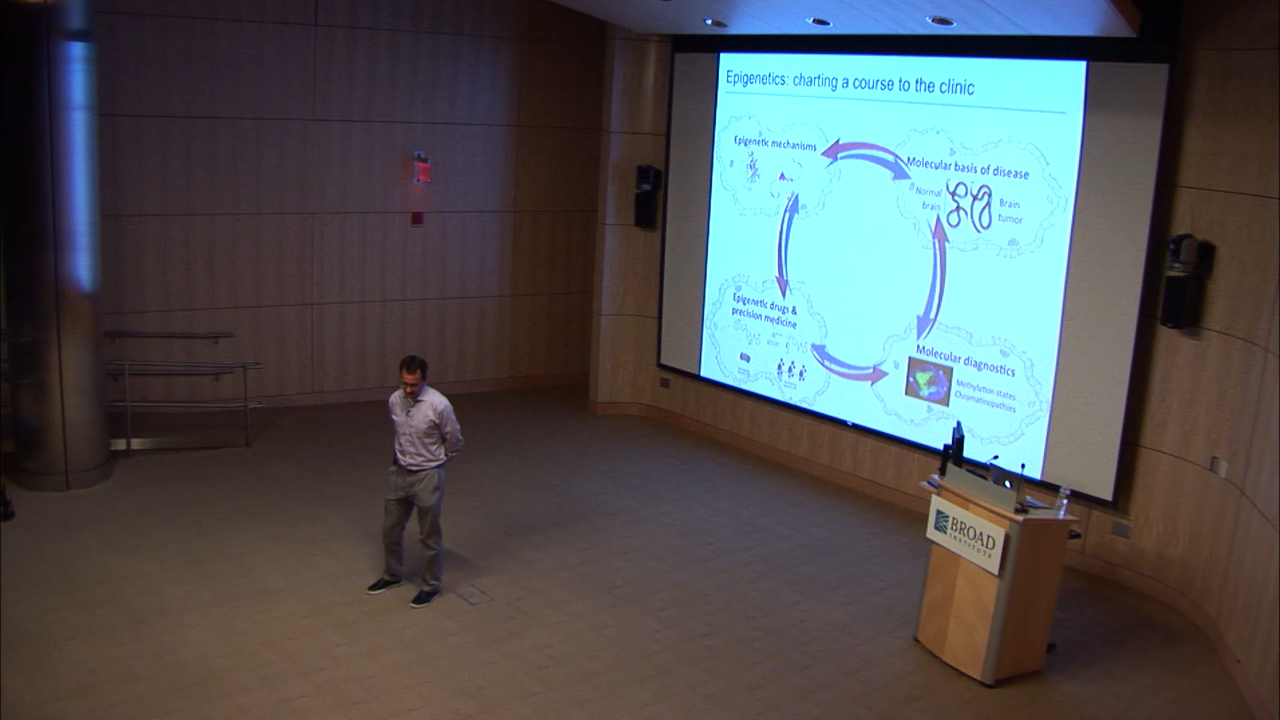 Epigenetics: charting a course to the clinic
Epigenetic mechanisms
Molecular basis of disease
Normal
brain
Brain
tumor
Epigenetic drugs &
precision medicine
Molecular diagnostics
Methylation states
Chromatinopathies
BROAD
INSTITUTE